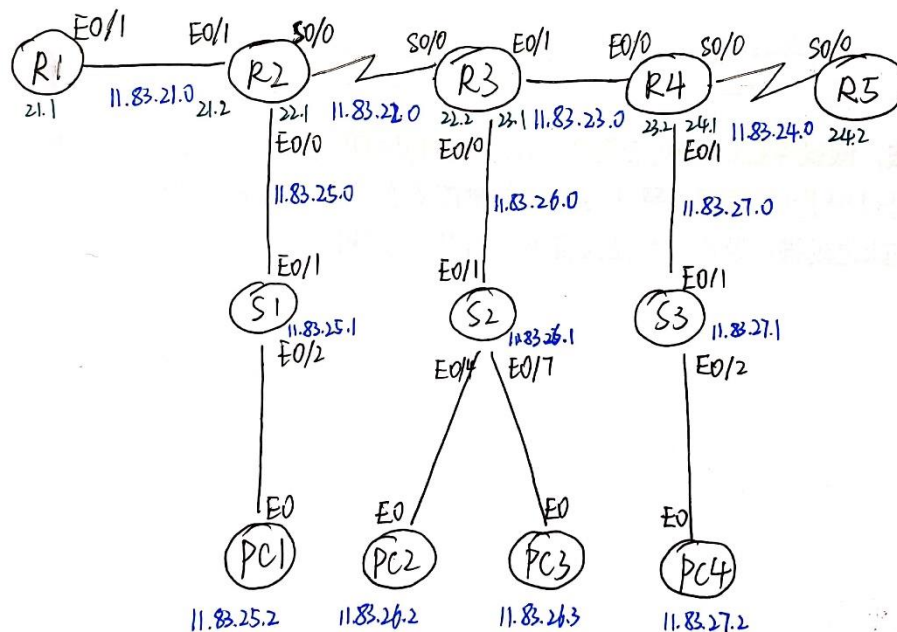 E0/1
E0/1
S0/0
S0/0
E0/1
E0/0
S0/0
S0/0
R1
R2
R3
R4
R5
21.1
11.83.21.0
21.2
22.1
11.83.22.0
22.2
23.1
11.83.23.0
23.2
24.1
11.83.24.0
24.2
E0/0
E0/0
E0/1
11.83.25.0
11.83.26.0
11.83.27.0
E0/1
E0/1
E0/1
S1
S2
S3
11.83.25.1
11.83.26.1
11.83.27.1
E0/2
E0/4
E0/7
E0/2
E0
E0
E0
E0
PC1
PC2
PC3
PC4
11.83.25.2
11.83.26.2
11.83.26.3
11.83.27.2